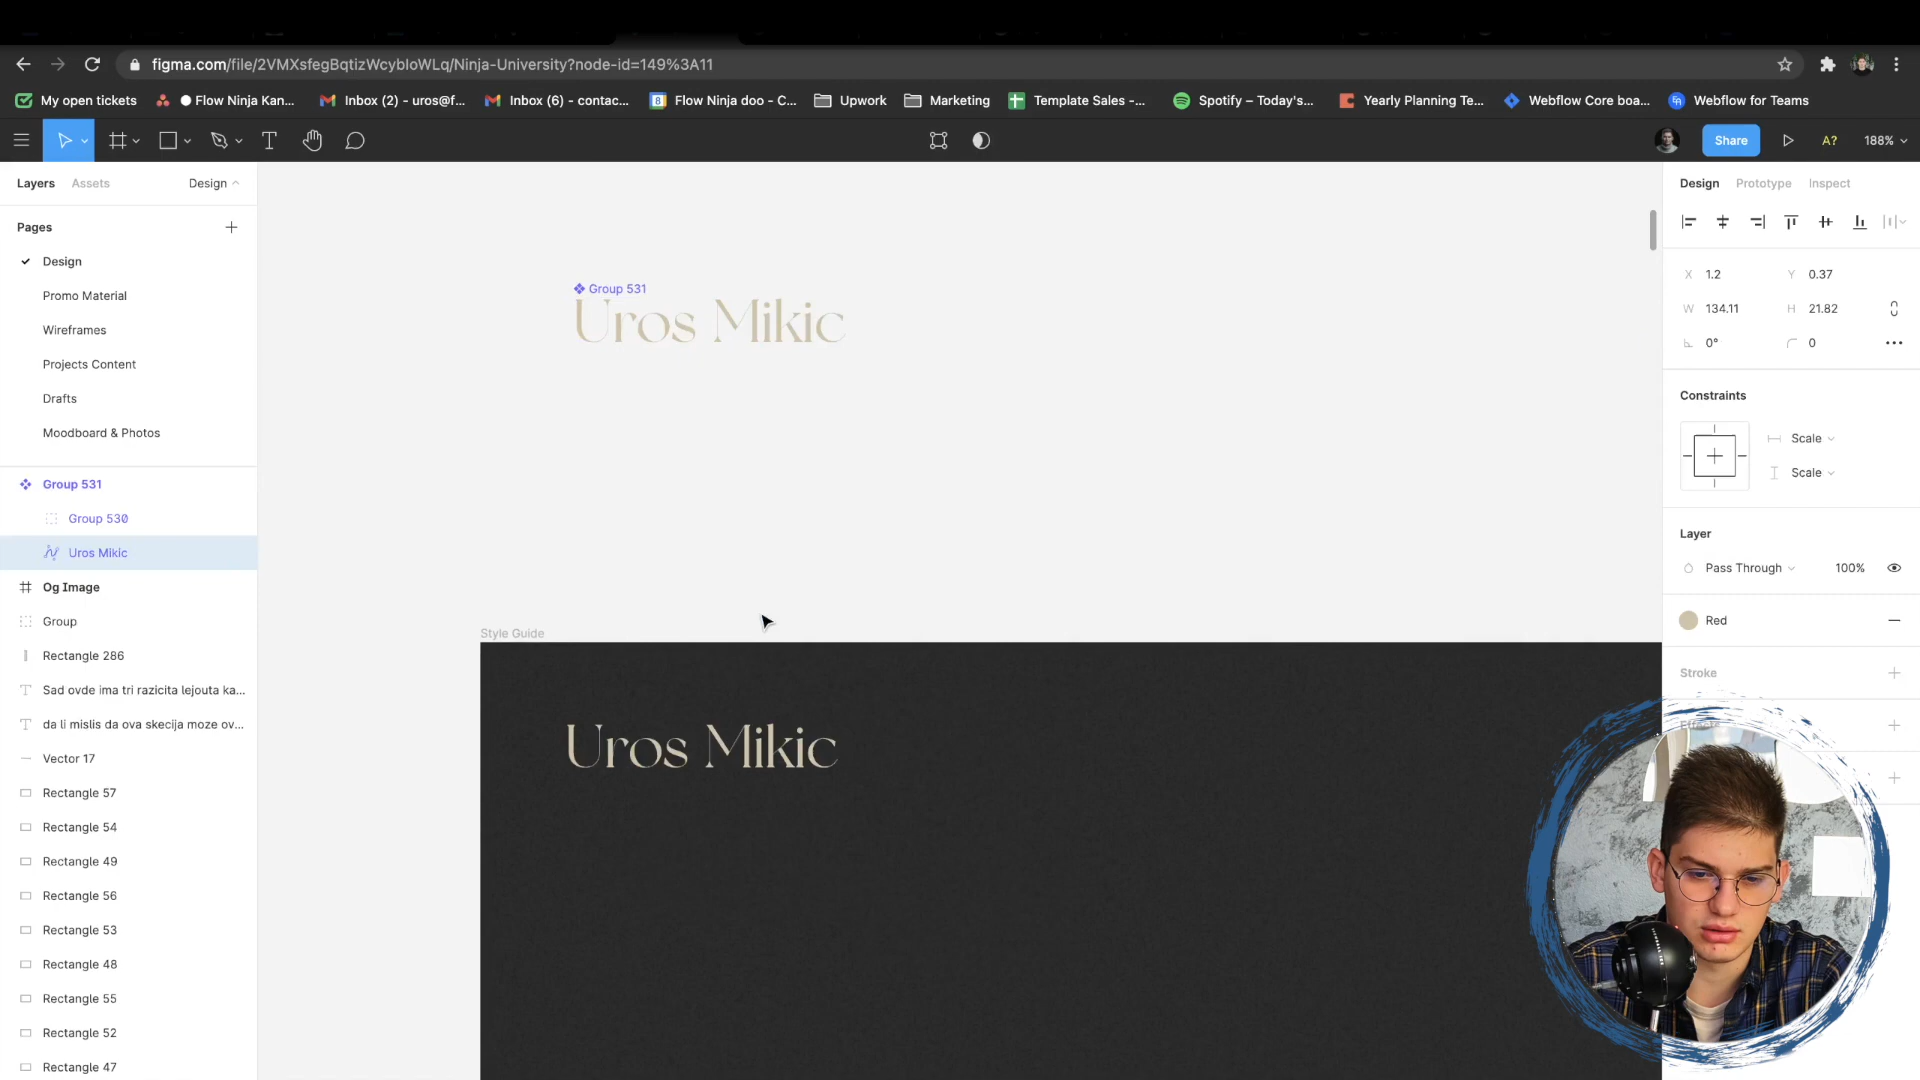 figma.com/file/2VMXsfegBqtizWcybIoWLq/Ninja-University?node-id=149%3A11
My open tickets
Flow Ninja Kan...
Inbox (2) - uros@f...
Inbox (6) - contac...
8 Flow Ninja doo - C...
Upwork
Marketing
Template Sales -...
Spotify – Today's...
Yearly Planning Te...
Webflow Core boa...
Webflow for Teams
Share
A?
188%
Layers Assets Design
Pages
Design
Promo Material
Wireframes
Projects Content
Drafts
Moodboard & Photos
Group 531
Group 530
Uros Mikic
Og Image
Group
Rectangle 286
Sad ovde ima tri razicita lejouta ka...
da li mislis da ova skecija moze ov...
Vector 17
Rectangle 57
Rectangle 54
Rectangle 49
Rectangle 56
Rectangle 53
Rectangle 48
Rectangle 55
Rectangle 52
Rectangle 47
Group 531
Uros Mikic
Style Guide
Uros Mikic
Design Prototype Inspect
X 1.2 Y 0.37
W 134.11 H 21.82
0° 0
Constraints
Scale
Scale
Layer
Pass Through 100%
Red
Stroke
Effects